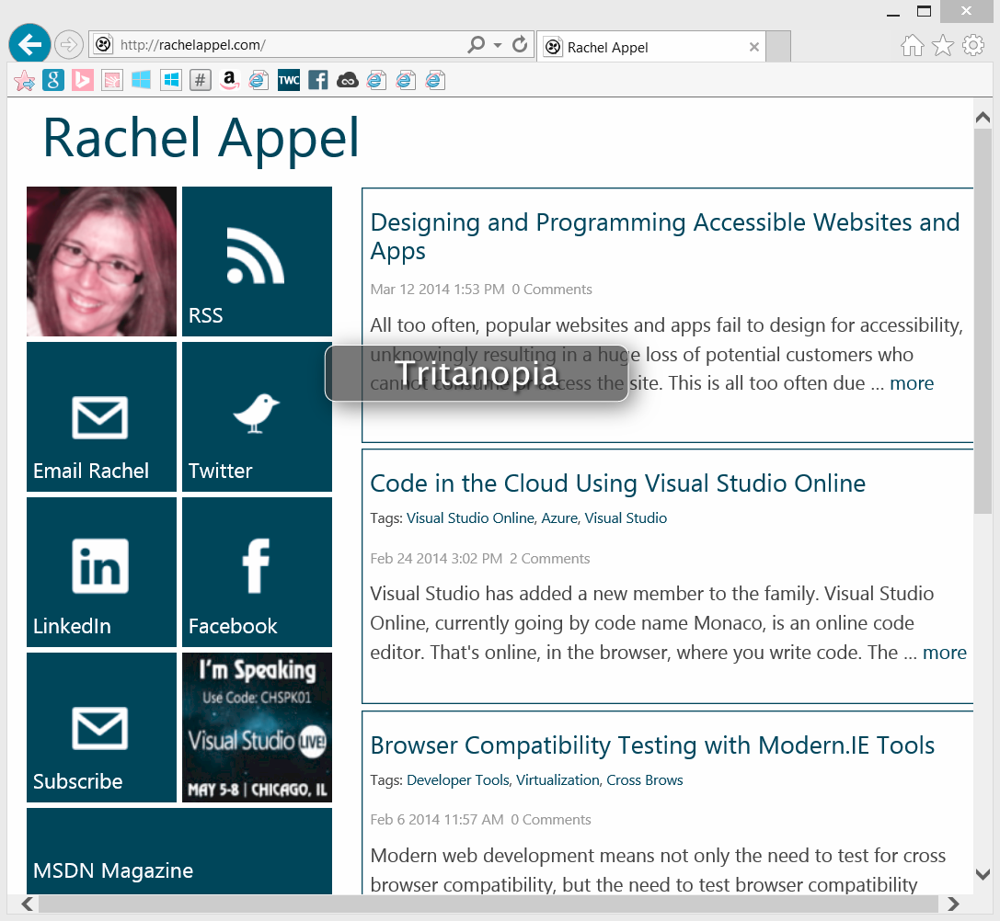 http://rachelappel.com/
Rachel Appel
g
#
a
TWC
f
Rachel Appel
RSS
Email Rachel
Twitter
in
f
LinkedIn
Facebook
Subscribe
I'm Speaking
Use Code: CHSPK01
Visual Studio LIVE!
MAY 5-8 | CHICAGO, IL
MSDN Magazine
Designing and Programming Accessible Websites and
Apps
Mar 12 2014 1:53 PM 0 Comments
All too often, popular websites and apps fail to design for accessibility,
unknowingly resulting in a huge loss of potential customers who
cannot consume or access the site. This is all too often due ... more
Tritanopia
Code in the Cloud Using Visual Studio Online
Tags: Visual Studio Online, Azure, Visual Studio
Feb 24 2014 3:02 PM 2 Comments
Visual Studio has added a new member to the family. Visual Studio
Online, currently going by code name Monaco, is an online code
editor. That's online, in the browser, where you write code. The ... more
Browser Compatibility Testing with Modern.IE Tools
Tags: Developer Tools, Virtualization, Cross Brows
Feb 6 2014 11:57 AM 0 Comments
Modern web development means not only the need to test for cross
browser compatibility, but the need to test browser compatibility